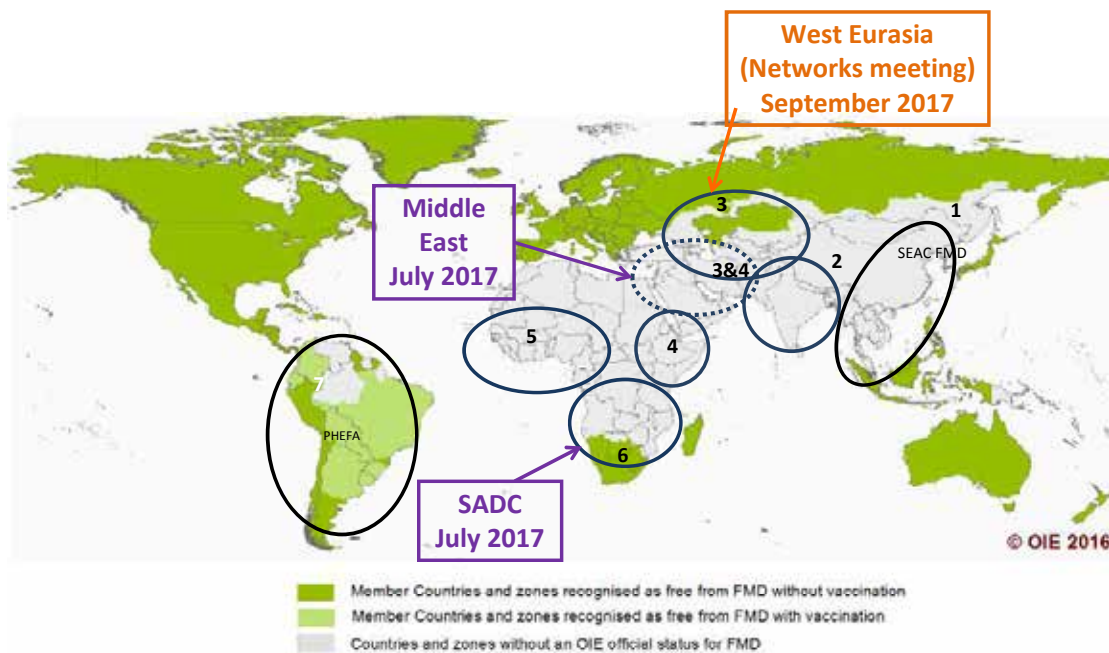 West Eurasia
(Networks meeting)
September 2017
Middle
East
July 2017
3
1
SEAC FMD
3&4
2
5
4
7
PHEFA
6
SADC
July 2017
© OIE 2016
Member Countries and zones recognised as free from FMD without vaccination
Member Countries and zones recognised as free from FMD with vaccination
Countries and zones without an OIE official status for FMD